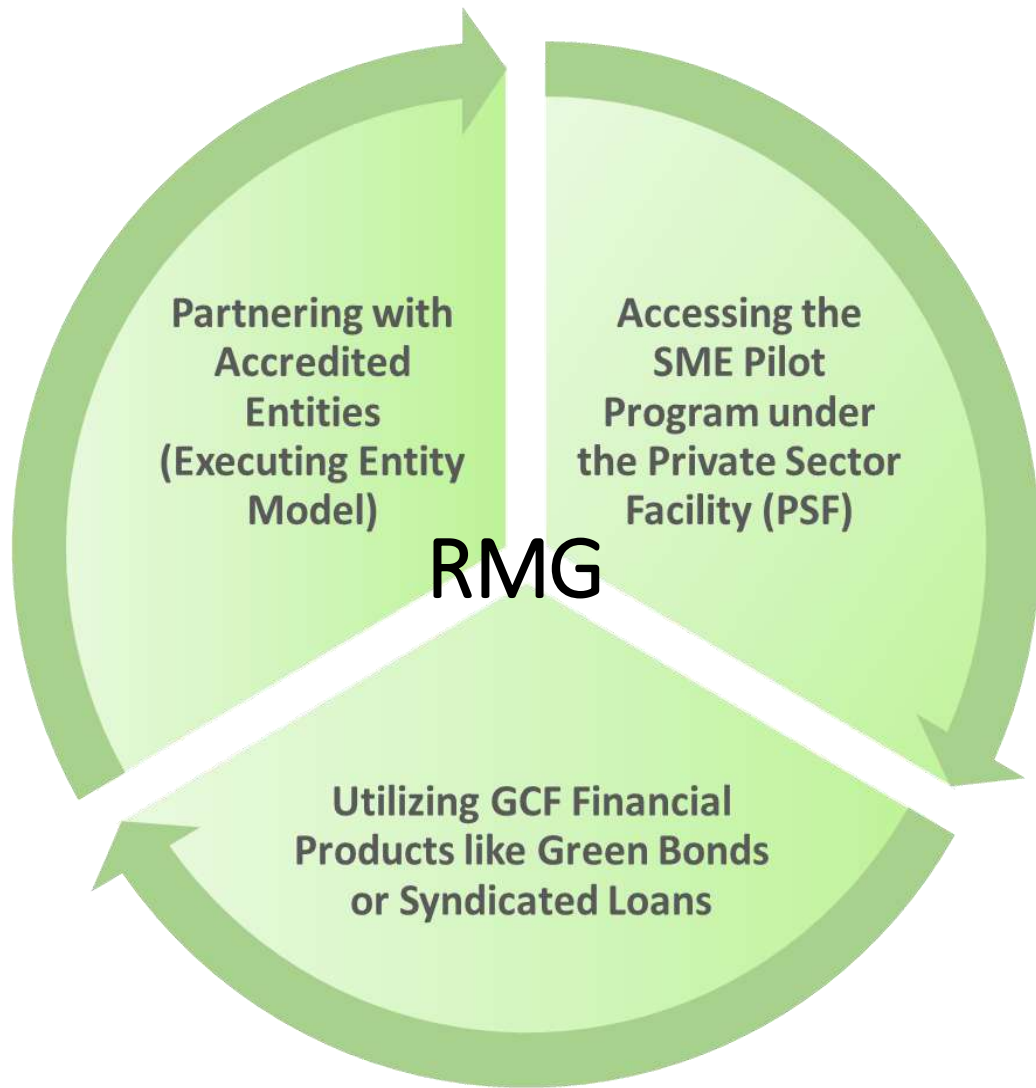 Partnering with
Accredited
Entities
(Executing Entity
Model)
Accessing the
SME Pilot
Program under
the Private Sector
Facility (PSF)
RMG
Utilizing GCF Financial
Products like Green Bonds
or Syndicated Loans